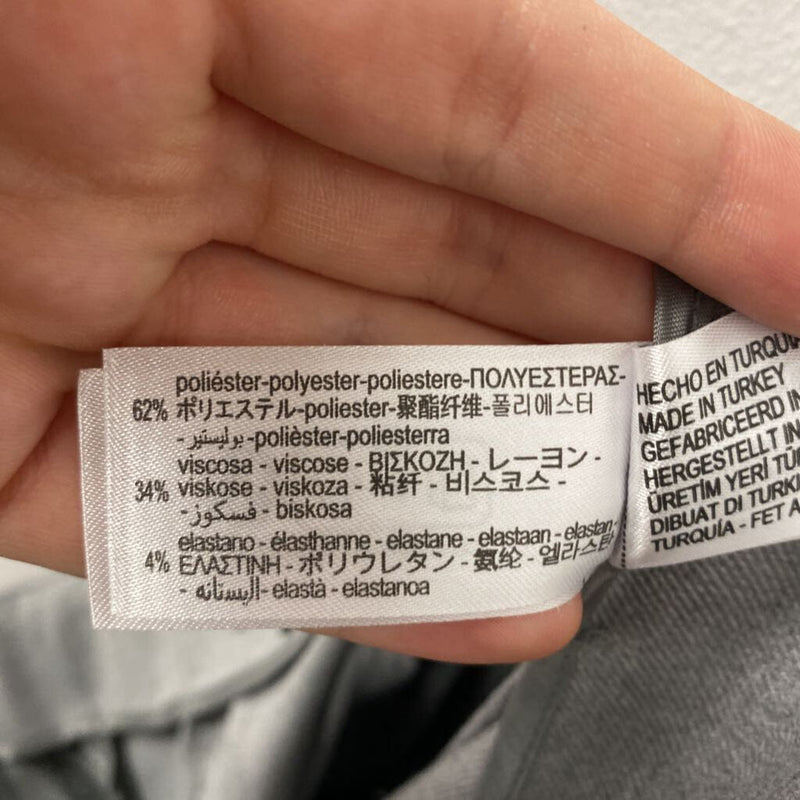 poliéster-polyester-poliestere-ΠΟΛΥΕΣΤΕΡΑΣ-
62% ポリエステル-poliester-聚酯纤维-폴리에스터
-بوليستير-polièster-poliesterra
viscosa - viscose - ΒΙΣΚΟΖΗ - レーヨン -
34% viskose - viskoza - 粘纤 - 비스코스 -
-فسكوز - biskosa
elastano - élasthanne - elastane - elastaan - elastan-
4% ΕΛΑΣΤΙΝΗ - ポリウレタン - 氨纶 - 엘라스탄
- اليستانه- elastà - elastanoa
HECHO EN TURQUÍA
MADE IN TURKEY
GEFABRICEERD IN
HERGESTELLT IN
ÜRETİM YERİ
DIBUAT DI TURKI
TURQUIA - FET A